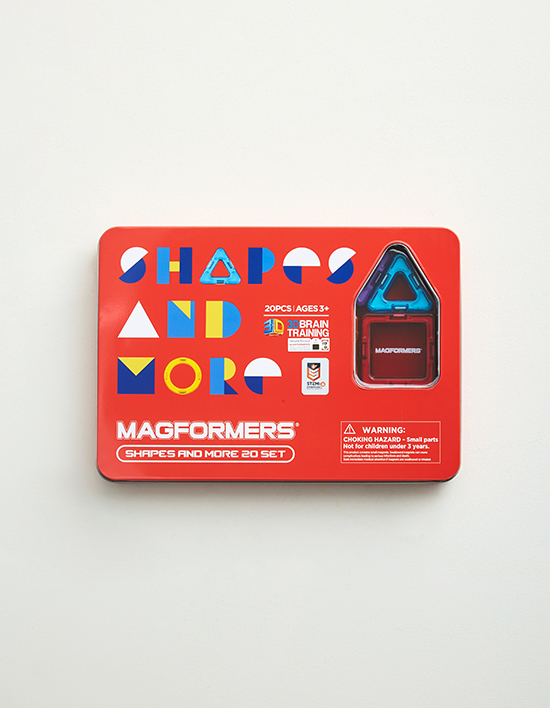 SHAPES
AND
MORE
20PCS | AGES 3+
3D BRAIN
TRAINING
STEM
MAGFORMERS
MAGFORMERS®
SHAPES AND MORE 20 SET
⚠ WARNING:
CHOKING HAZARD - Small parts
Not for children under 3 years.